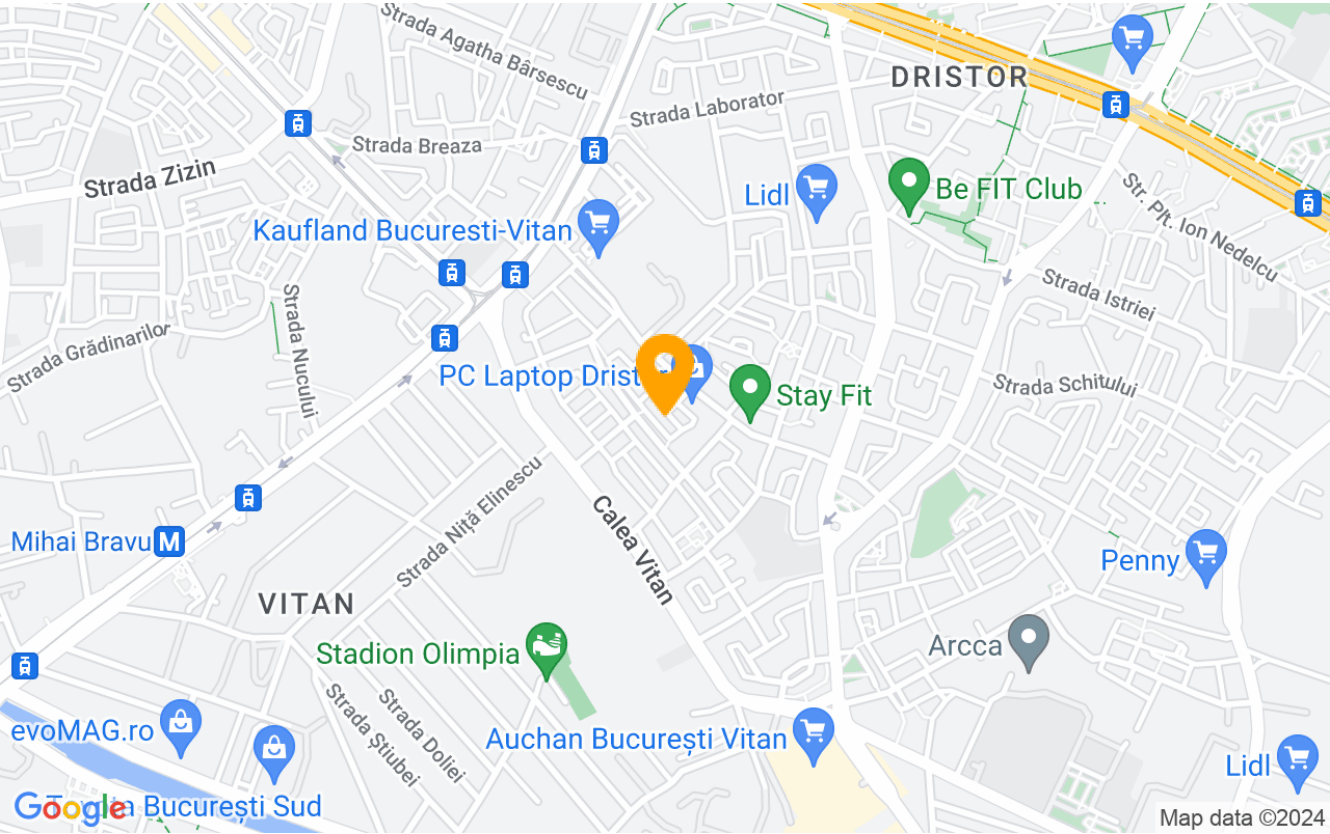 Strada Agatha Bârsescu
DRISTOR
Strada Laborator
Strada Breaza
Strada Zizin
Lidl
Be FIT Club
Str. Plt. Ion Nedelcu
Kaufland Bucuresti-Vitan
Strada Istriei
Strada Nucului
Strada Grădinarilor
PC Laptop Dristor
Strada Schitului
Stay Fit
Strada Niță Elinescu
Calea Vitan
Mihai Bravu M
Penny
VITAN
Stadion Olimpia
Arcca
Strada Știubei
Strada Doliei
evoMAG.ro
Auchan București Vitan
Lidl
Google
Toyota București Sud
Map data ©2024